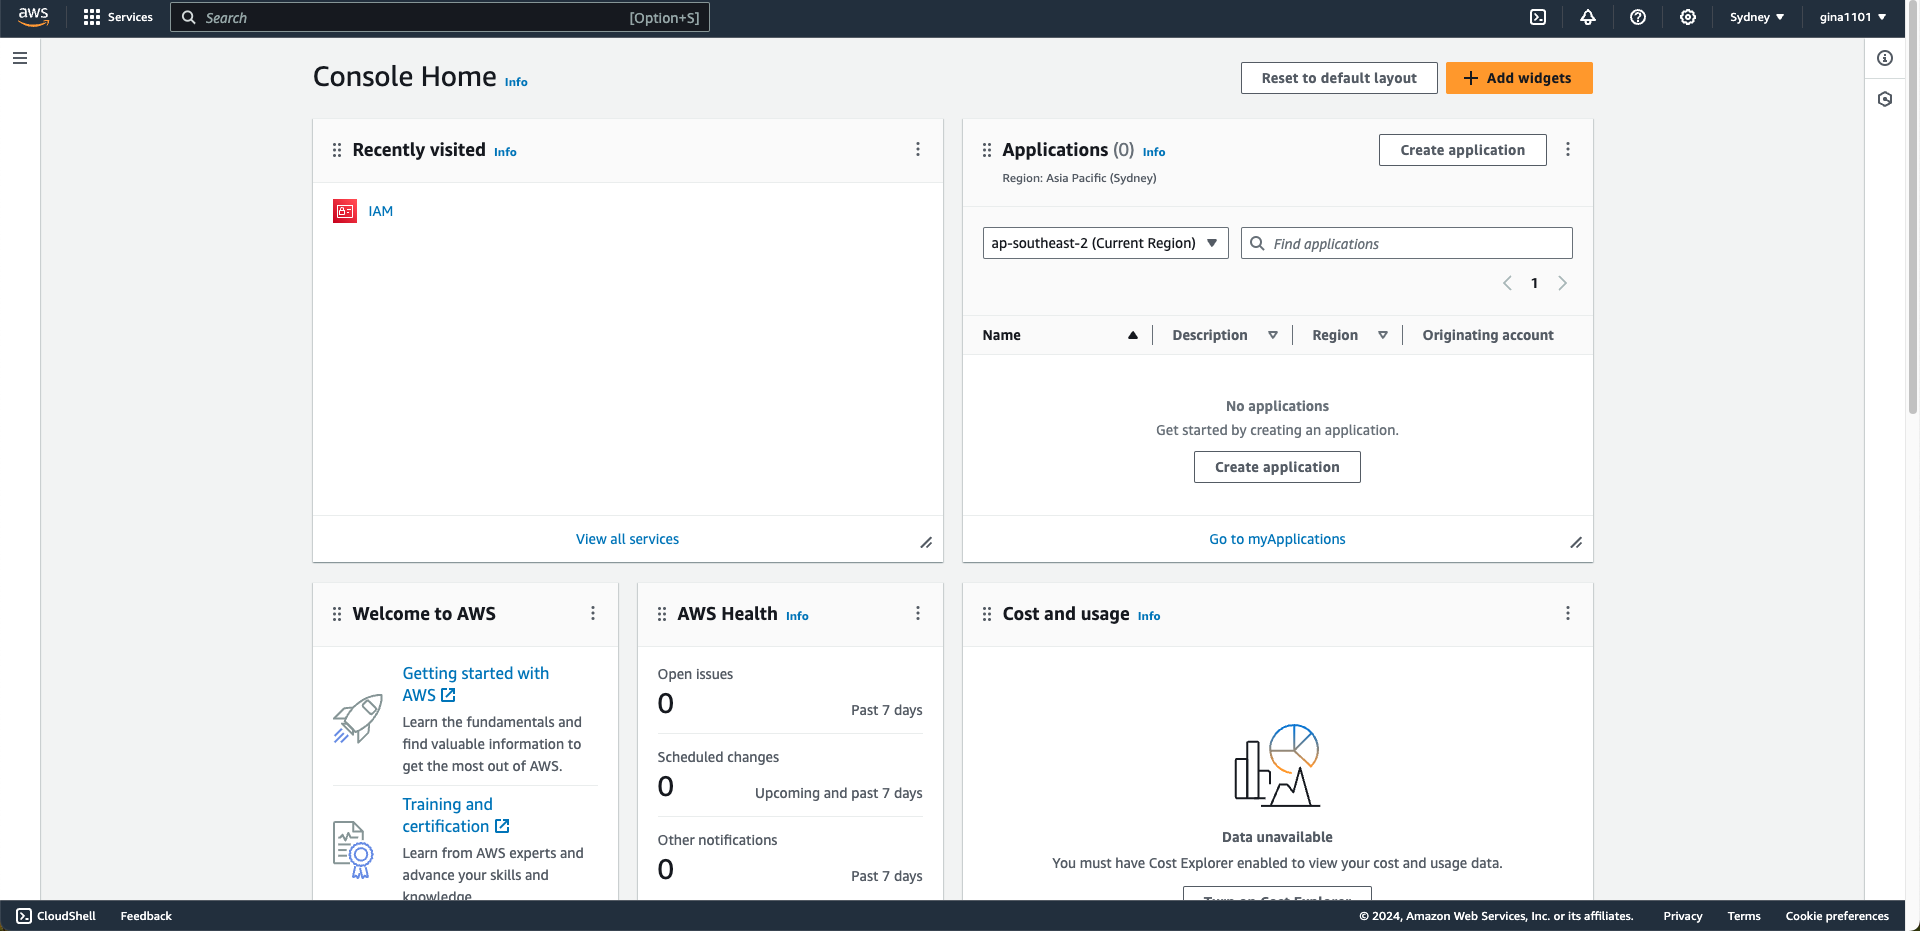 aws
Services
Search
[Option+S]
Sydney
gina1101
Console Home Info
Reset to default layout
Add widgets
Recently visited Info
IAM
View all services
Applications (0) Info
Create application
Region: Asia Pacific (Sydney)
ap-southeast-2 (Current Region)
Find applications
1
Name
Description
Region
Originating account
No applications
Get started by creating an application.
Create application
Go to myApplications
Welcome to AWS
Getting started with
AWS
Learn the fundamentals and
find valuable information to
get the most out of AWS.
Training and
certification
Learn from AWS experts and
advance your skills and
knowledge.
AWS Health Info
Open issues
0
Past 7 days
Scheduled changes
0
Upcoming and past 7 days
Other notifications
0
Past 7 days
Cost and usage Info
Data unavailable
You must have Cost Explorer enabled to view your cost and usage data.
Turn on Cost Explorer
CloudShell
Feedback
© 2024, Amazon Web Services, Inc. or its affiliates.
Privacy
Terms
Cookie preferences